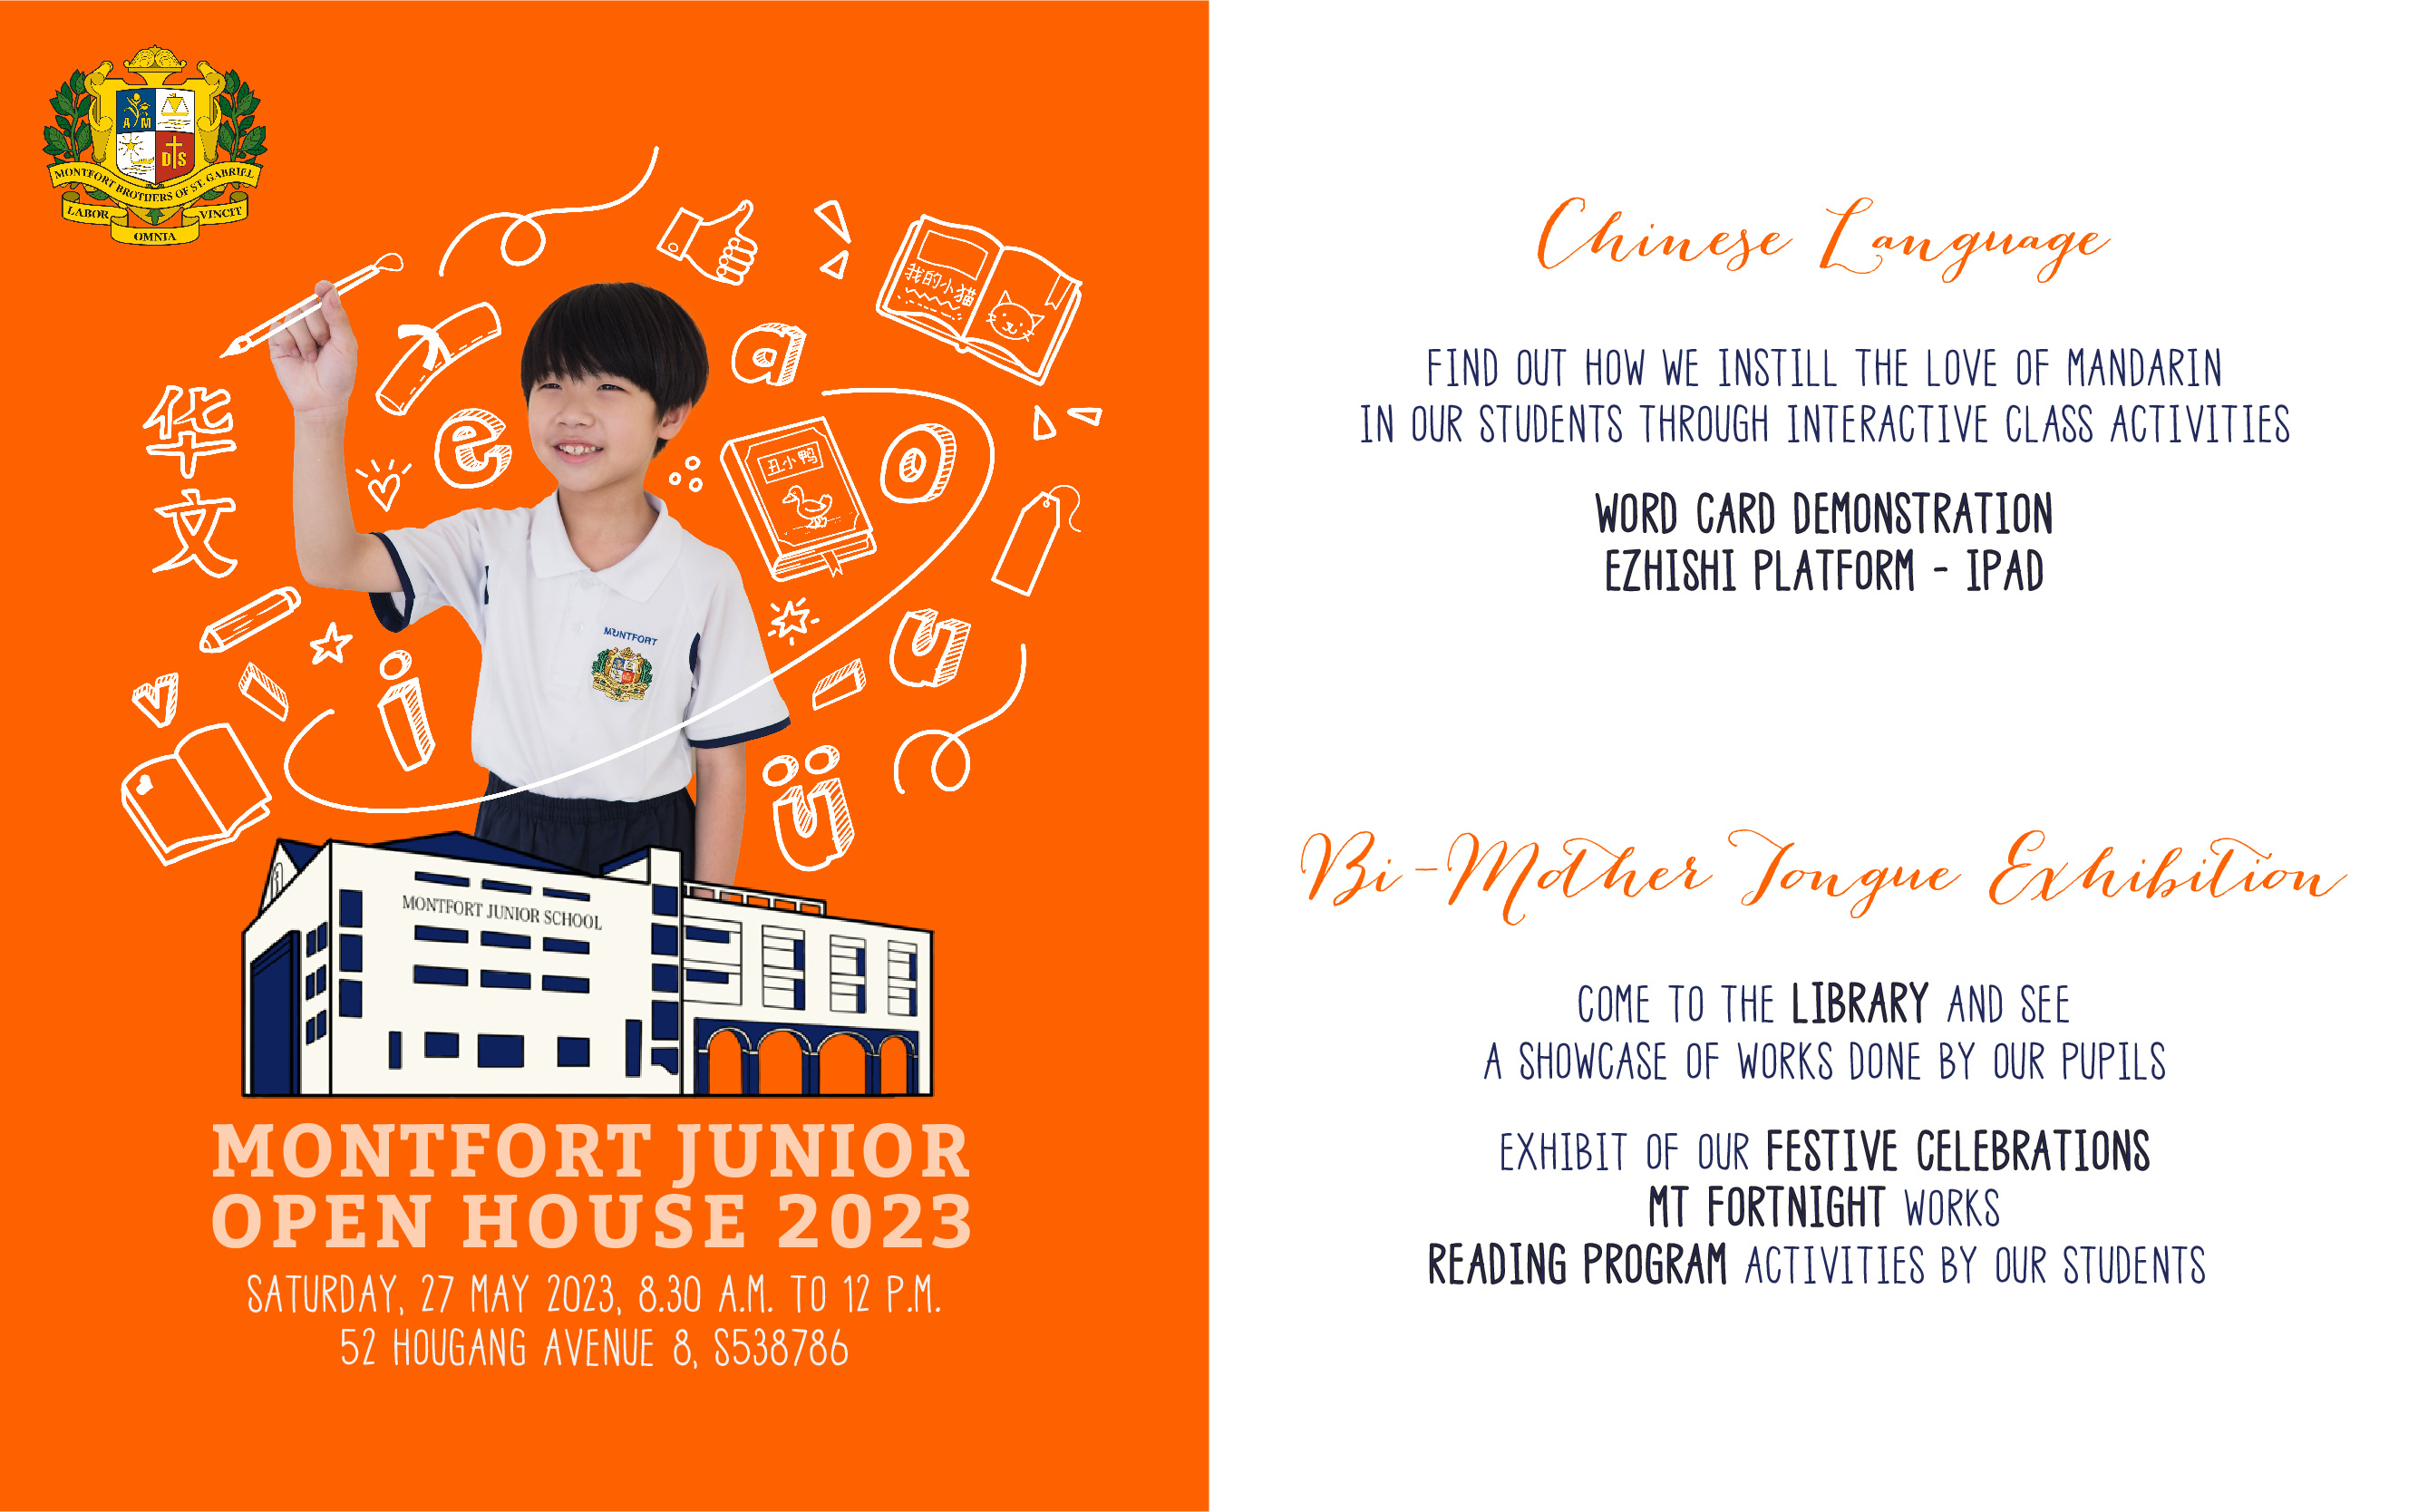 A M
D S
MONTFORT BROTHERS OF ST. GABRIEL
LABOR VINCIT
OMNIA
我的小猫
a
华文
e
丑小鸭
o
MONTFORT
u
i
ü
MONTFORT JUNIOR SCHOOL
MONTFORT JUNIOR
OPEN HOUSE 2023
SATURDAY, 27 MAY 2023, 8.30 A.M. TO 12 P.M.
52 HOUGANG AVENUE 8, S538786
Chinese Language
FIND OUT HOW WE INSTILL THE LOVE OF MANDARIN
IN OUR STUDENTS THROUGH INTERACTIVE CLASS ACTIVITIES
WORD CARD DEMONSTRATION
EZHISHI PLATFORM - IPAD
Bi-Mother Tongue Exhibition
COME TO THE LIBRARY AND SEE
A SHOWCASE OF WORKS DONE BY OUR PUPILS
EXHIBIT OF OUR FESTIVE CELEBRATIONS
MT FORTNIGHT WORKS
READING PROGRAM ACTIVITIES BY OUR STUDENTS